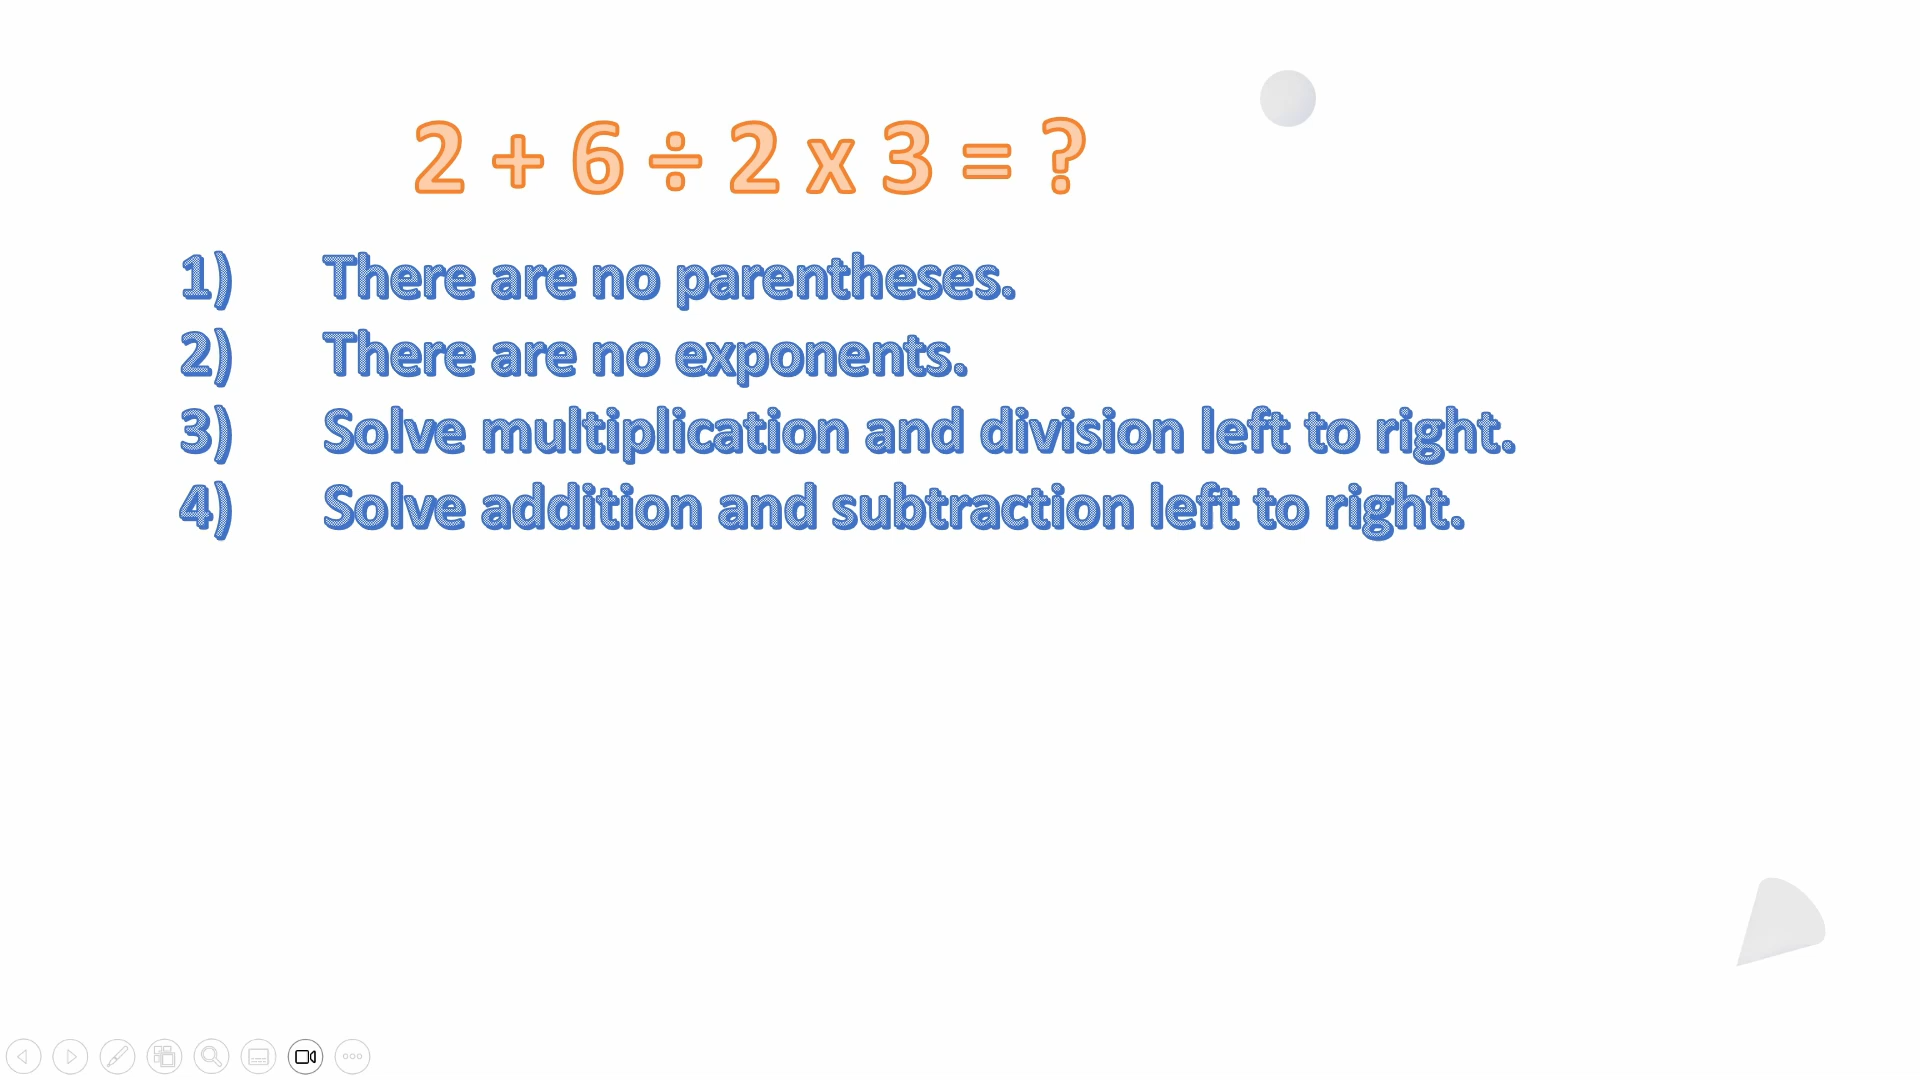 2 + 6 ÷ 2 x 3 = ?
1) There are no parentheses.
2) There are no exponents.
3) Solve multiplication and division left to right.
4) Solve addition and subtraction left to right.